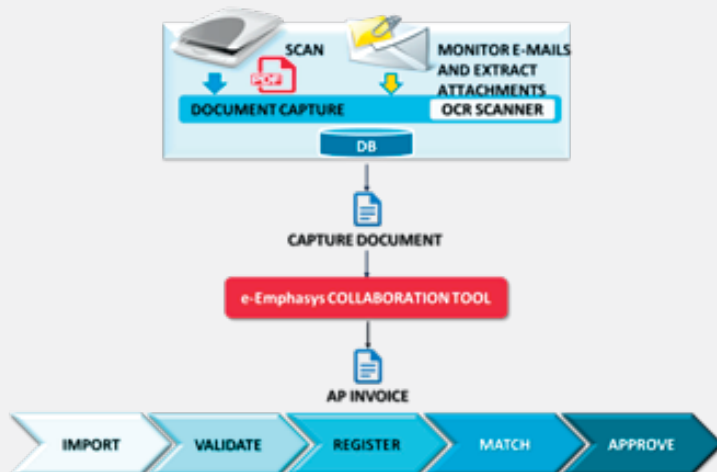 SCAN
PDF
MONITOR E-MAILS
AND EXTRACT
ATTACHMENTS
DOCUMENT CAPTURE
OCR SCANNER
DB
CAPTURE DOCUMENT
e-Emphasys COLLABORATION TOOL
AP INVOICE
IMPORT
VALIDATE
REGISTER
MATCH
APPROVE